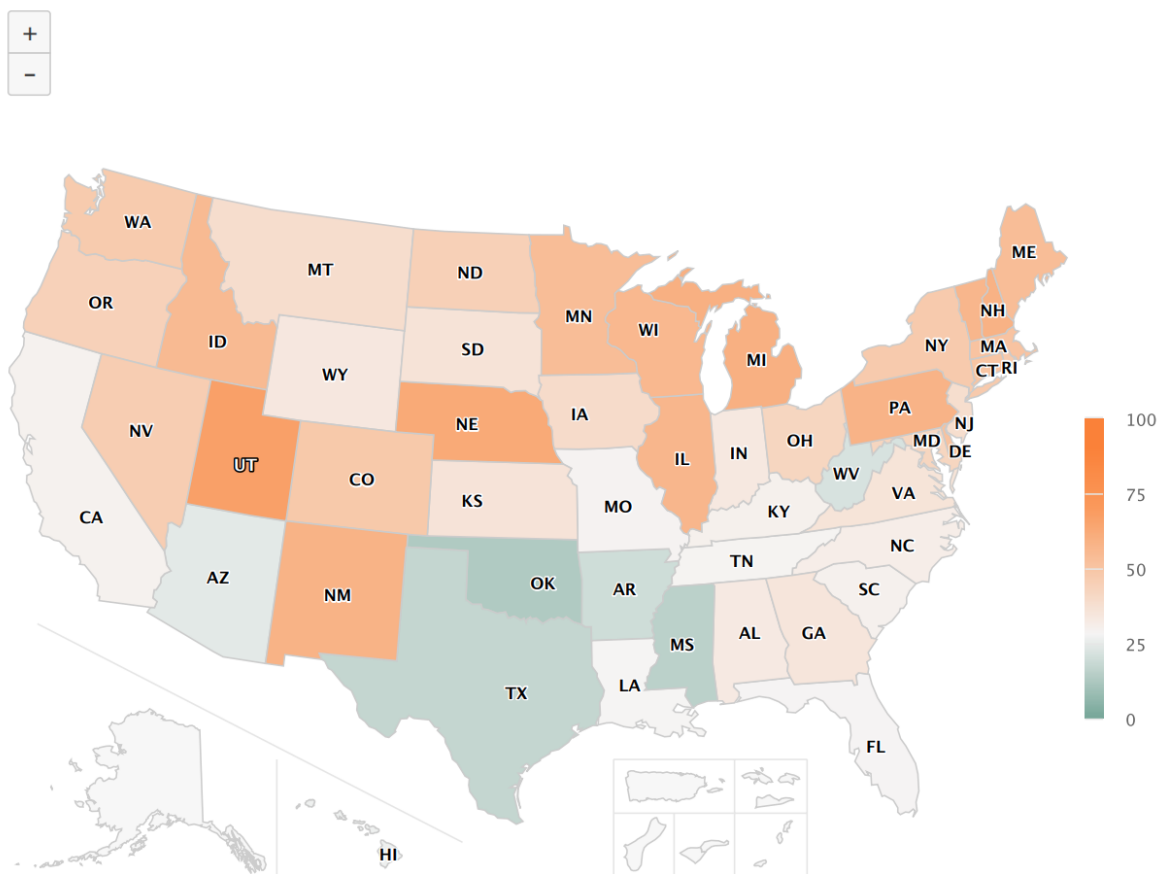 +
−
WA
MT
ND
ME
OR
ID
MN
WI
NH
SD
NY
MA
WY
MI
CT
RI
NV
NE
IA
PA
NJ
UT
CO
IL
IN
OH
MD
DE
CA
KS
MO
WV
VA
KY
AZ
NM
OK
AR
TN
NC
SC
TX
MS
AL
GA
LA
FL
HI
100
75
50
25
0